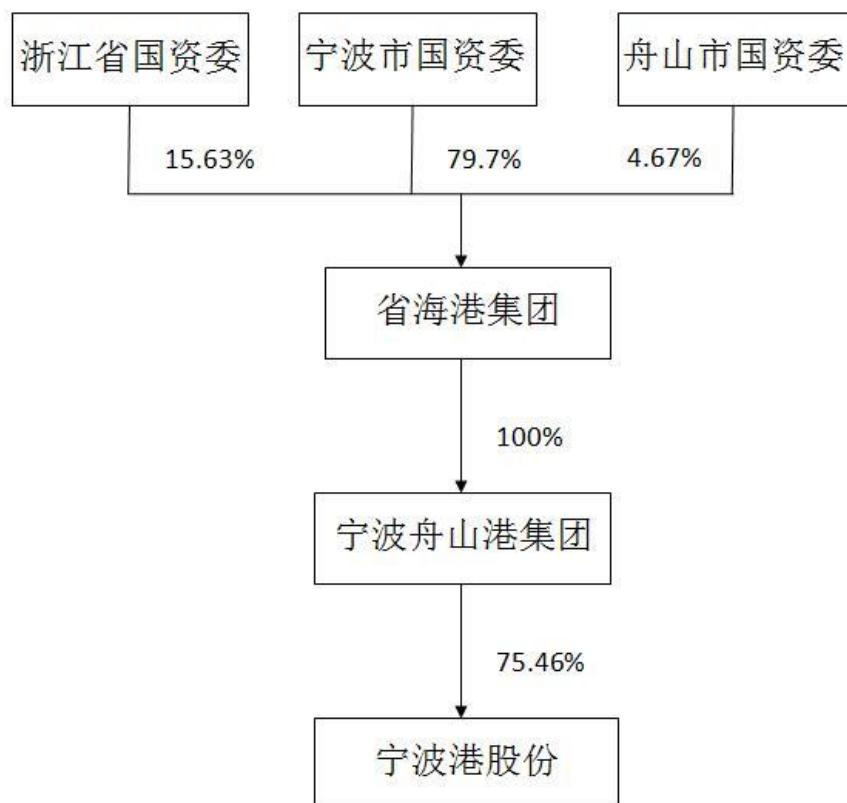 浙江省国资委
宁波市国资委
舟山市国资委
15.63%
79.7%
4.67%
省海港集团
100%
宁波舟山港集团
75.46%
宁波港股份